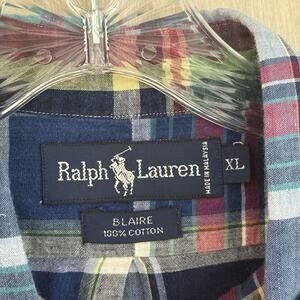 Ralph Lauren
MADE IN MALAYSIA
XL
BLAIRE
100% COTTON